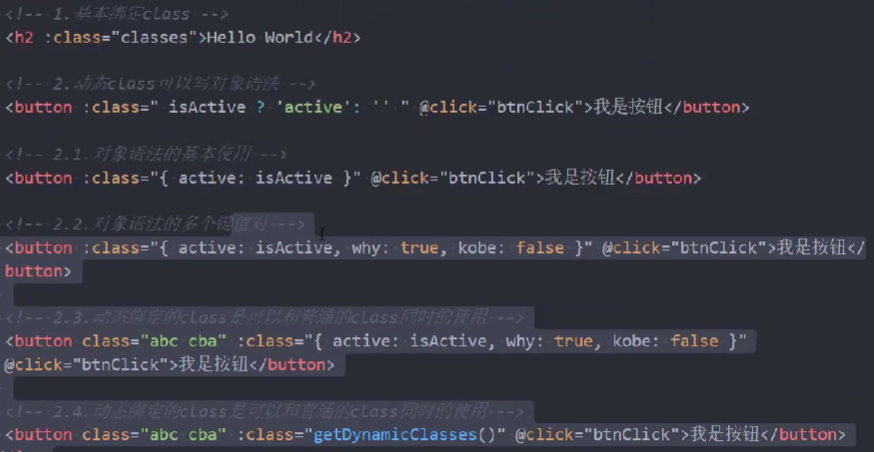 <!-- 1.基本绑定class -->
<h2 :class="classes">Hello World</h2>
<!-- 2.动态class可以写对象语法 -->
<button :class=" isActive ? 'active': '' " @click="btnClick">我是按钮</button>
<!-- 2.1.对象语法的基本使用 -->
<button :class="{ active: isActive }" @click="btnClick">我是按钮</button>
<!-- 2.2.对象语法的多个键值对 -->
<button :class="{ active: isActive, why: true, kobe: false }" @click="btnClick">我是按钮</
button>
<!-- 2.3.动态绑定的class是可以和普通的class同时的使用 -->
<button class="abc cba" :class="{ active: isActive, why: true, kobe: false }"
@click="btnClick">我是按钮</button>
<!-- 2.4.动态绑定的class是可以和普通的class同时的使用 -->
<button class="abc cba" :class="getDynamicClasses()" @click="btnClick">我是按钮</button>